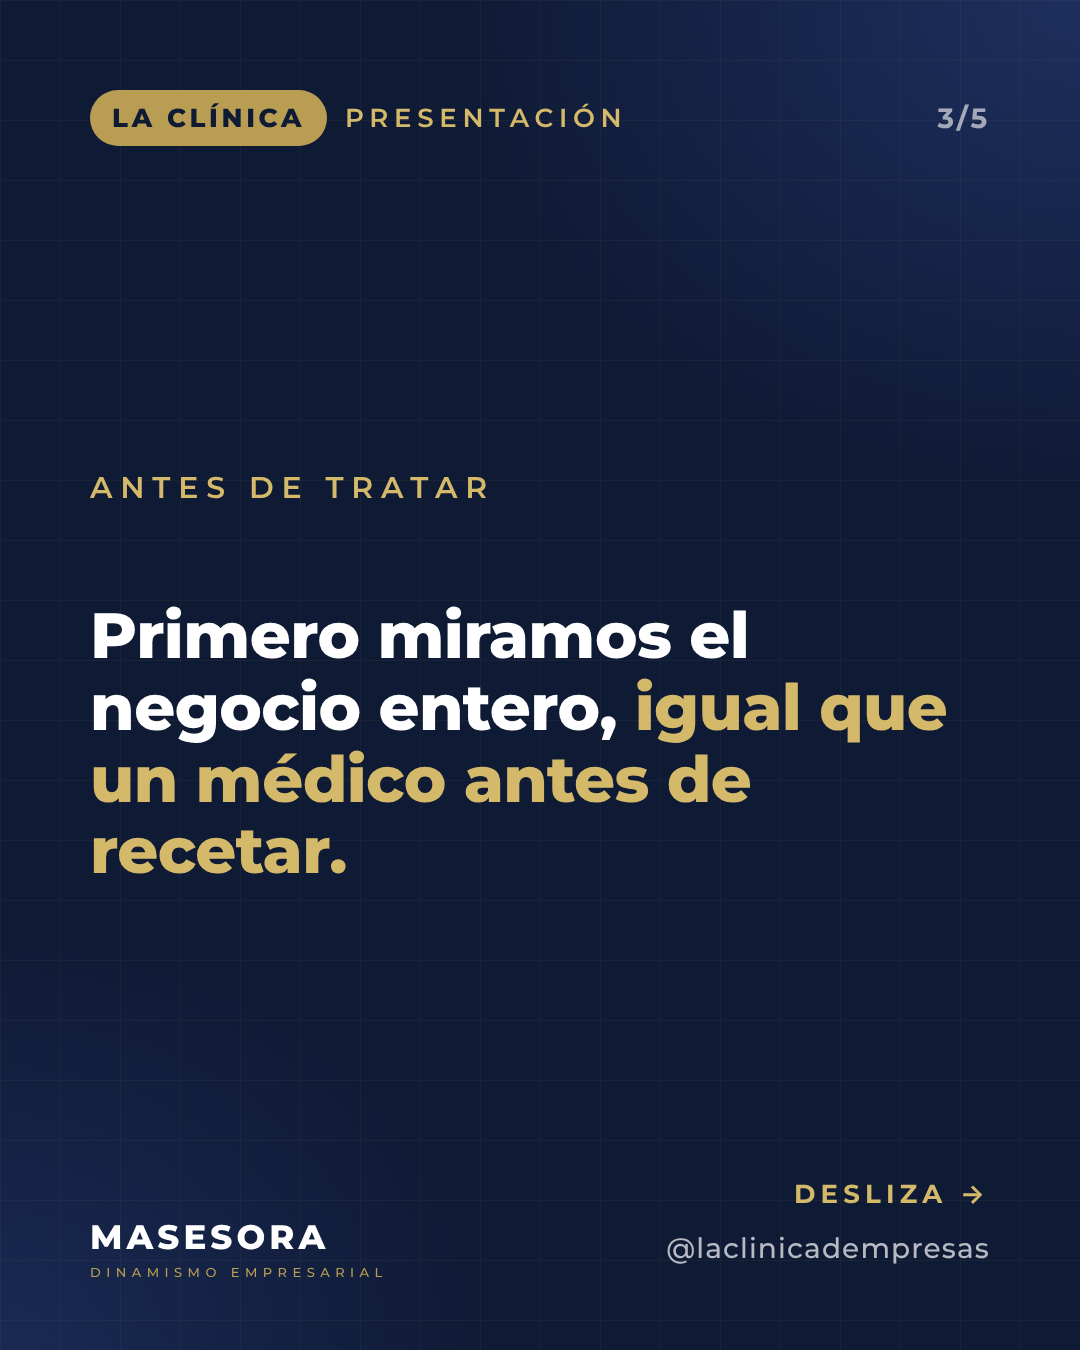 LA CLÍNICA PRESENTACIÓN 3/5
ANTES DE TRATAR
Primero miramos el
negocio entero, igual que
un médico antes de
recetar.
DESLIZA →
MASESORA
@laclinicadempresas
DINAMISMO EMPRESARIAL